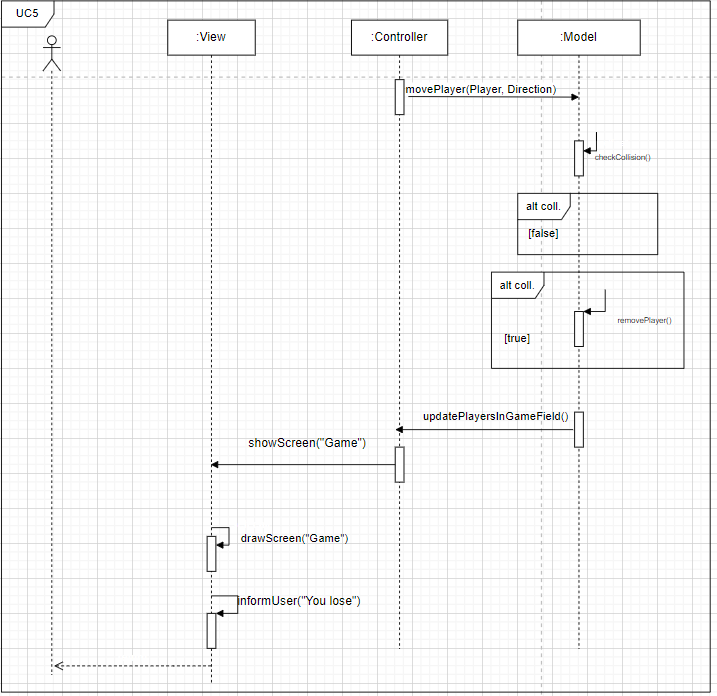 UC5
:View
:Controller
:Model
movePlayer(Player, Direction)
checkCollision()
alt coll.
[false]
alt coll.
removePlayer()
[true]
updatePlayersInGameField()
showScreen("Game")
drawScreen("Game")
informUser("You lose")